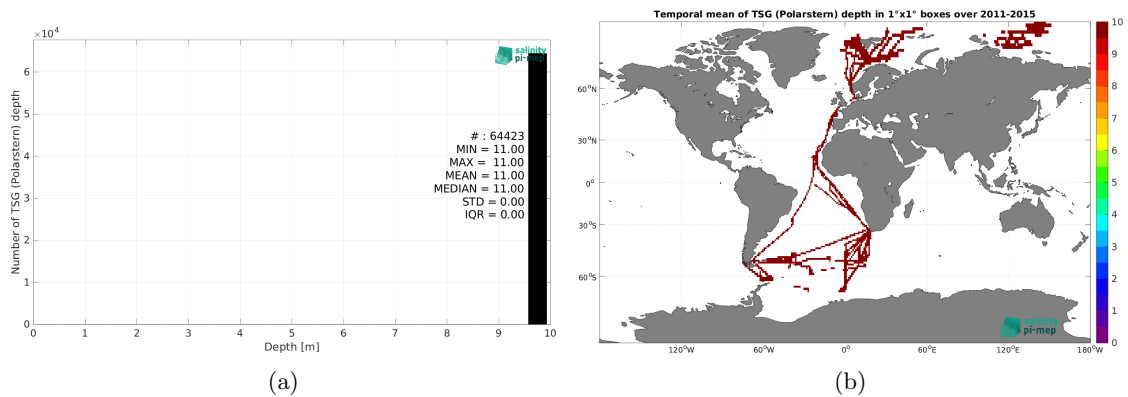 ×10⁴
6
5
4
3
2
1
0
Number of TSG (Polarstern) depth
salinity
pi-mep
# : 64423
MIN = 11.00
MAX = 11.00
MEAN = 11.00
MEDIAN = 11.00
STD = 0.00
IQR = 0.00
0 1 2 3 4 5 6 7 8 9 10
Depth [m]
(a)
Temporal mean of TSG (Polarstern) depth in 1°x1° boxes over 2011-2015
60°N
30°N
0°
30°S
60°S
120°W 60°W 0° 60°E 120°E 180°W
salinity
pi-mep
10
9
8
7
6
5
4
3
2
1
0
(b)